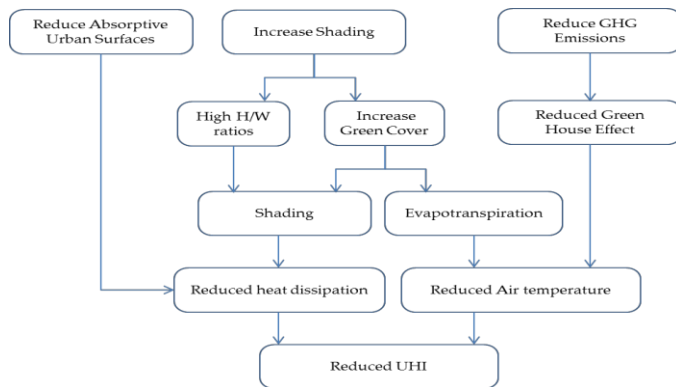 Reduce Absorptive
Urban Surfaces
Increase Shading
Reduce GHG
Emissions
High H/W
ratios
Increase
Green Cover
Reduced Green
House Effect
Shading
Evapotranspiration
Reduced heat dissipation
Reduced Air temperature
Reduced UHI